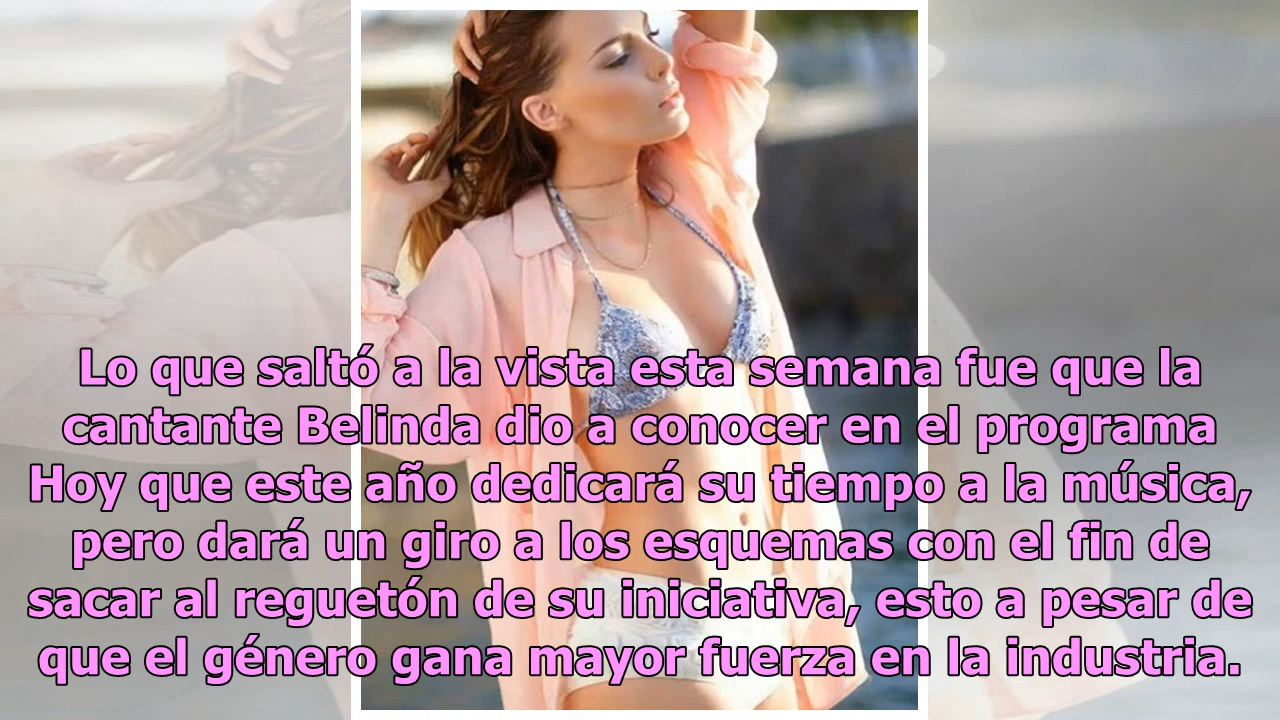 Lo que saltó a la vista esta semana fue que la
cantante Belinda dio a conocer en el programa
Hoy que este año dedicará su tiempo a la música,
pero dará un giro a los esquemas con el fin de
sacar al reguetón de su iniciativa, esto a pesar de
que el género gana mayor fuerza en la industria.